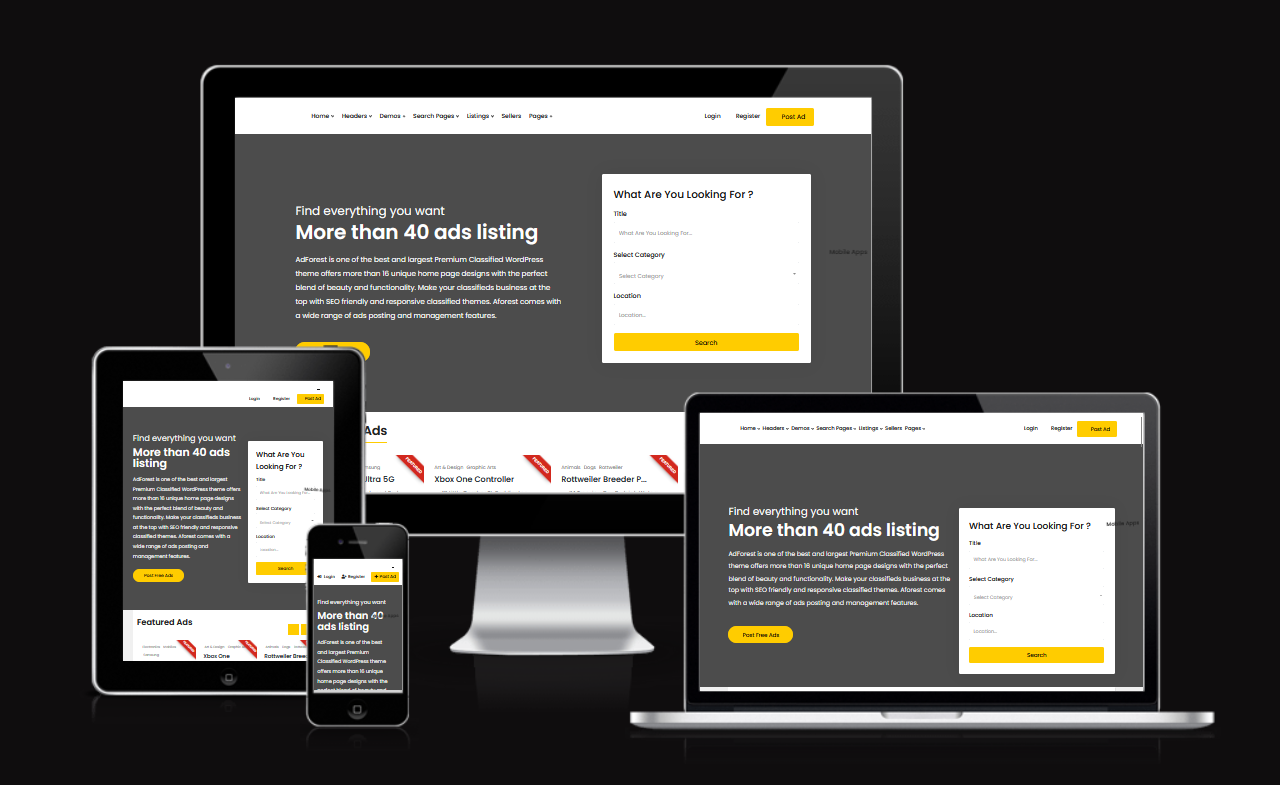 Home Headers Demos Search Pages Listings Sellers Pages Login Register Post Ad
Find everything you want
More than 40 ads listing
AdForest is one of the best and largest Premium Classified WordPress
theme offers more than 16 unique home page designs with the perfect
blend of beauty and functionality. Make your classifieds business at the
top with SEO friendly and responsive classified themes. Aforest comes with
a wide range of ads posting and management features.
What Are You Looking For ?
Title
What Are You Looking For...
Select Category
Select Category
Location
Location...
Search
Mobile Apps
Ads
FEATURED
Ultra 5G
Art & Design Graphic Arts
FEATURED
Xbox One Controller
Animals Dogs Rottweiler
FEATURED
Rottweiler Breeder P...
Login Register Post Ad
Find everything you want
More than 40 ads
listing
AdForest is one of the best and largest
Premium Classified WordPress theme offers
more than 16 unique home page designs
with the perfect blend of beauty and
functionality. Make your classifieds business
at the top with SEO friendly and responsive
classified themes. Aforest comes with a
wide range of ads posting and
management features.
Post Free Ads
What Are You
Looking For ?
Title
What Are You Looking For...
Select Category
Select Category
Location
Location...
Search
Featured Ads
Samsung
Xbox One
Animals Dogs
Rottweiler Bree
Login Register Post Ad
Find everything you want
More than 40
ads listing
AdForest is one of the best
and largest Premium
Classified WordPress theme
offers more than 16 unique
home page designs with the
perfect blend of beauty and
Home Headers Demos Search Pages Listings Sellers Pages Login Register Post Ad
Find everything you want
More than 40 ads listing
AdForest is one of the best and largest Premium Classified WordPress
theme offers more than 16 unique home page designs with the perfect
blend of beauty and functionality. Make your classifieds business at the
top with SEO friendly and responsive classified themes. Aforest comes
with a wide range of ads posting and management features.
Post Free Ads
What Are You Looking For ?
Title
What Are You Looking For...
Select Category
Select Category
Location
Location...
Search
Mobile Apps